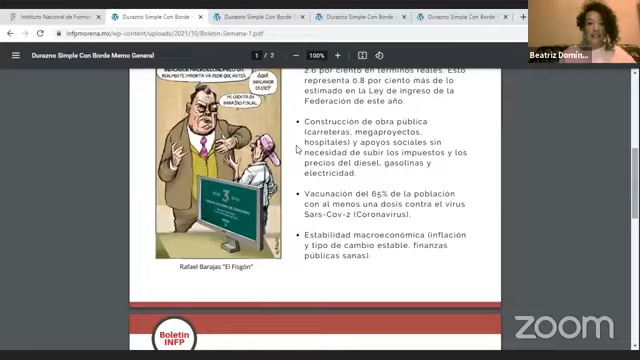 Instituto Nacional de Forma
Durazno Simple Con Borde
Durazno Simple Con Borde
Durazno Simple Con Borde
Durazno Simple Con Borde
infpmorena.mx/wp-content/uploads/2021/10/Boletin-Semana-1.pdf
Durazno Simple Con Borde Memo General
1 / 2
100%
Beatriz Domín...
2.6 por ciento en términos reales. Esto
representa 0.8 por ciento más de lo
estimado en la Ley de ingreso de la
Federación de este año.
Construcción de obra pública
(carreteras, megaproyectos,
hospitales) y apoyos sociales sin
necesidad de subir los impuestos y los
precios del diesel, gasolinas y
electricidad.
Vacunación del 65% de la población
con al menos una dosis contra el virus
Sars-Cov-2 (Coronavirus).
Estabilidad macroeconómica (inflación
y tipo de cambio estable, finanzas
públicas sanas).
3
Rafael Barajas "El Fisgón"
Boletín
INFP
zoom